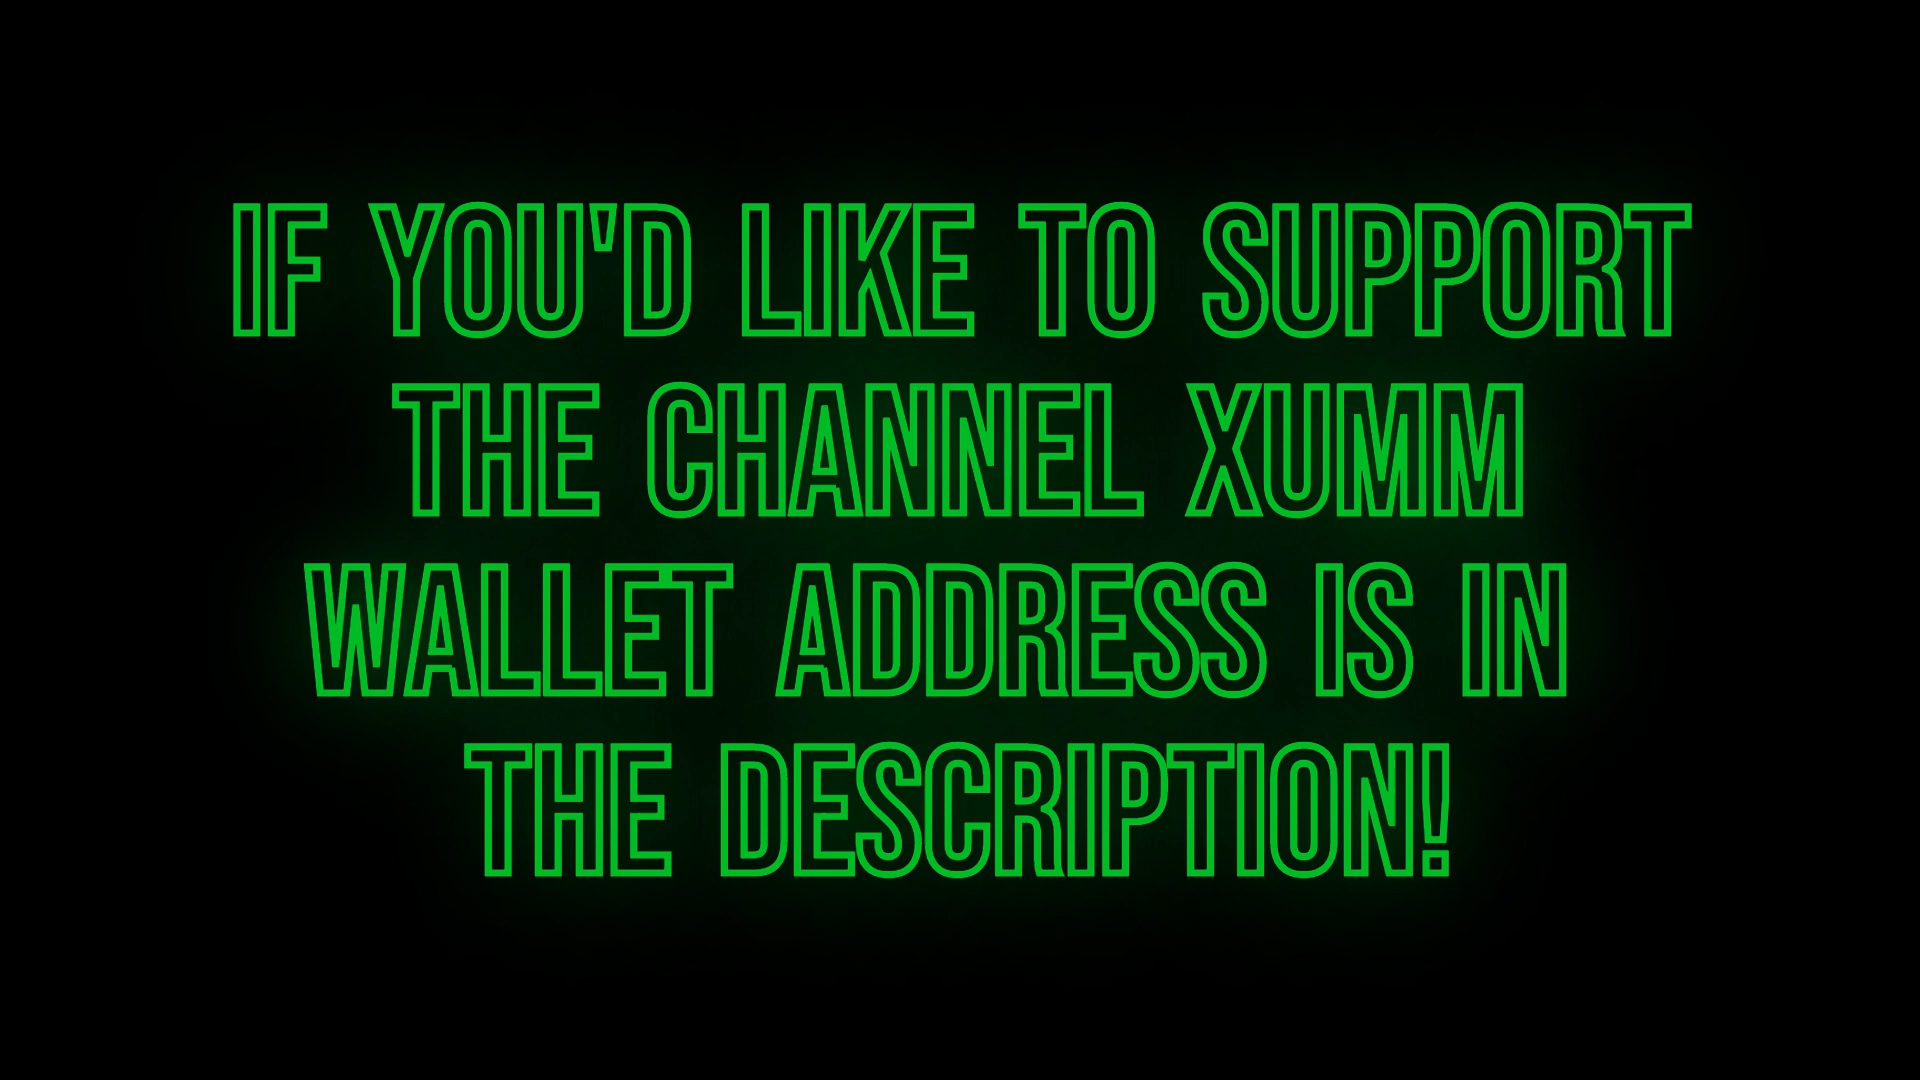 IF YOU'D LIKE TO SUPPORT
THE CHANNEL XUMM
WALLET ADDRESS IS IN
THE DESCRIPTION!